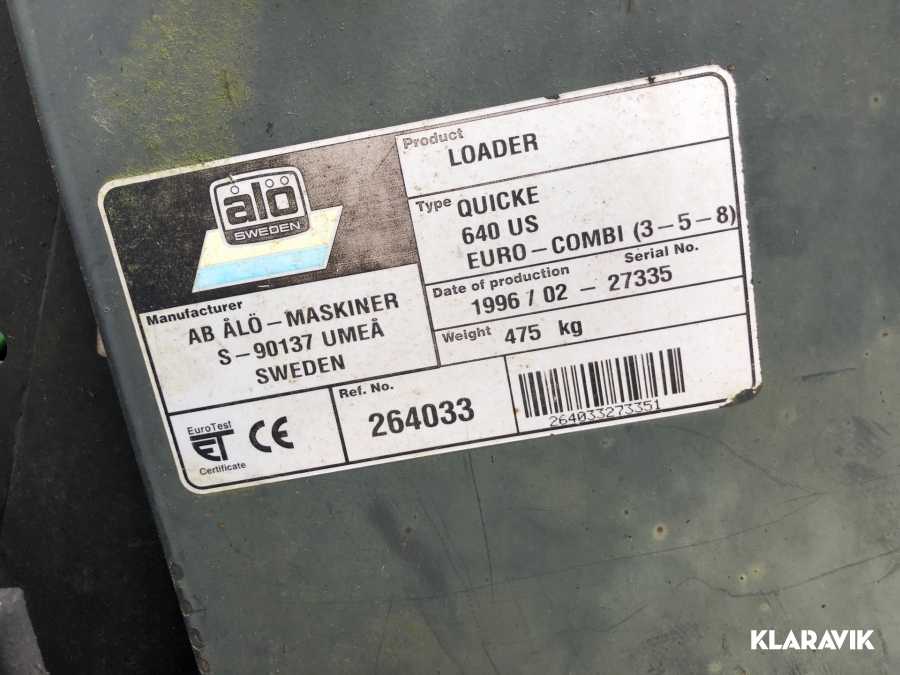 ålö
SWEDEN
Product
LOADER
Type QUICKE
640 US
EURO-COMBI (3-5-8)
Manufacturer
AB ÅLÖ-MASKINER
S-90137 UMEÅ
SWEDEN
Date of production Serial No.
1996 / 02 - 27335
Weight 475 kg
EuroTest
ET CE
Certificate
Ref. No.
264033
264033273351
KLARAVIK